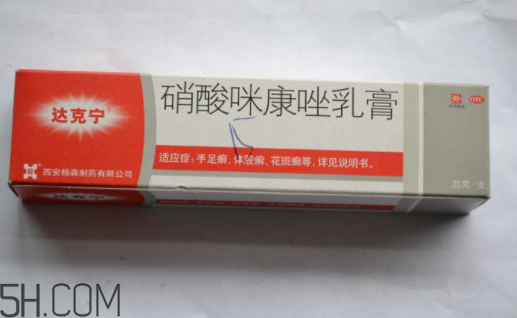 达克宁®
硝酸咪康唑乳膏
外
OTC
适应症：手足癣、体股癣、花斑癣等，详见说明书。
西安杨森制药有限公司
20克/支
5H.COM